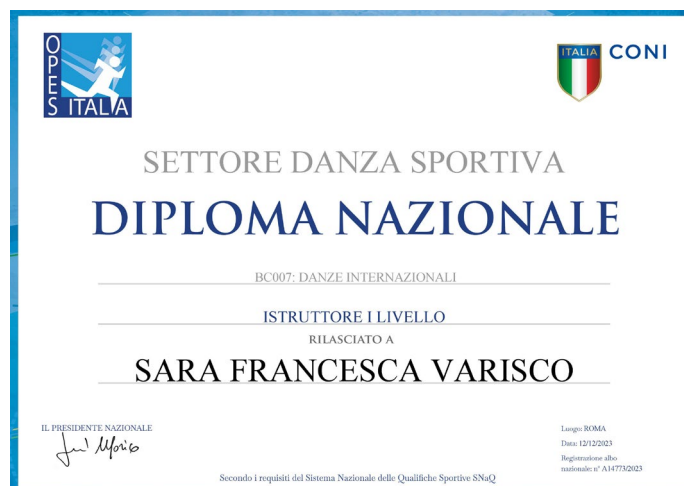 OPES ITALIA
ITALIA
CONI
SETTORE DANZA SPORTIVA
DIPLOMA NAZIONALE
BC007: DANZE INTERNAZIONALI
ISTRUTTORE I LIVELLO
RILASCIATO A
SARA FRANCESCA VARISCO
IL PRESIDENTE NAZIONALE
Luogo: ROMA
Data: 12/12/2023
Registrazione albo
nazionale: n° A14773/2023
Secondo i requisiti del Sistema Nazionale delle Qualifiche Sportive SNaQ